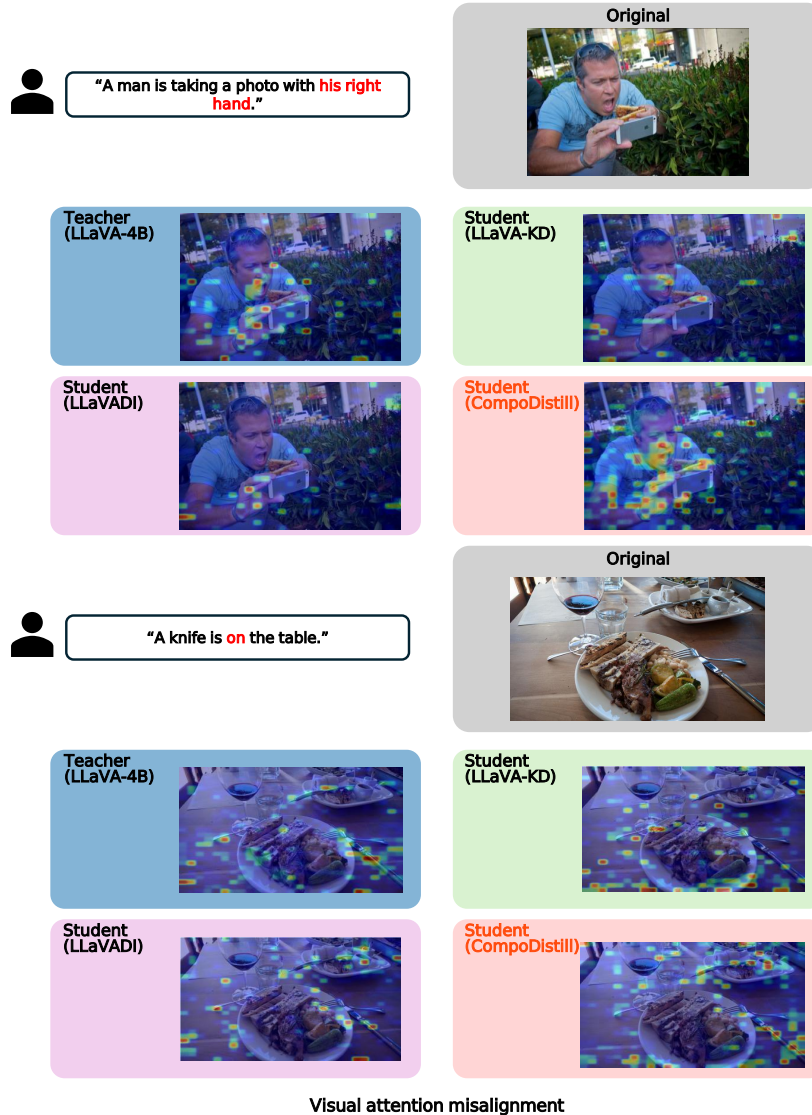 Original
“A man is taking a photo with his right
hand.”
Teacher
(LLaVA-4B)
Student
(LLaVA-KD)
Student
(LLaVADI)
Student
(CompoDistill)
Original
“A knife is on the table.”
Teacher
(LLaVA-4B)
Student
(LLaVA-KD)
Student
(LLaVADI)
Student
(CompoDistill)
Visual attention misalignment